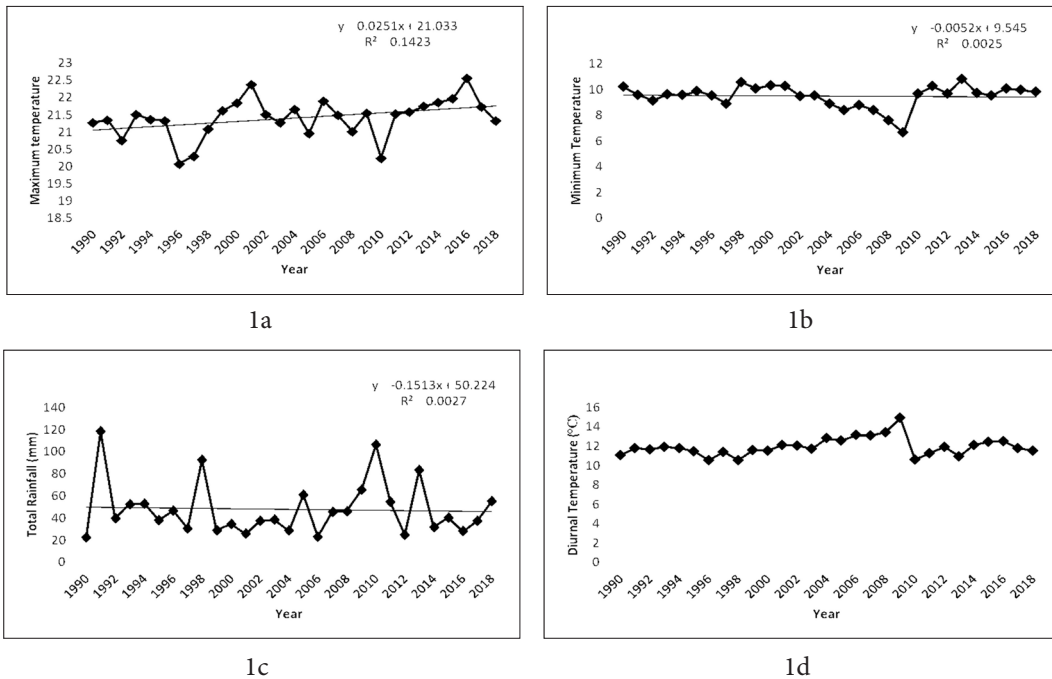 y 0.0251x + 21.033
R² 0.1423
Maximum temperature
23
22.5
22
21.5
21
20.5
20
19.5
19
18.5
1990 1992 1994 1996 1998 2000 2002 2004 2006 2008 2010 2012 2014 2016 2018
Year
1a
y -0.0052x + 9.545
R² 0.0025
Minimum Temperature
12
10
8
6
4
2
0
1990 1992 1994 1996 1998 2000 2002 2004 2006 2008 2010 2012 2014 2016 2018
Year
1b
y -0.1513x + 50.224
R² 0.0027
Total Rainfall (mm)
140
120
100
80
60
40
20
0
1990 1992 1994 1996 1998 2000 2002 2004 2006 2008 2010 2012 2014 2016 2018
Year
1c
Diurnal Temperature (°C)
16
14
12
10
8
6
4
2
0
1990 1992 1994 1996 1998 2000 2002 2004 2006 2008 2010 2012 2014 2016 2018
Year
1d